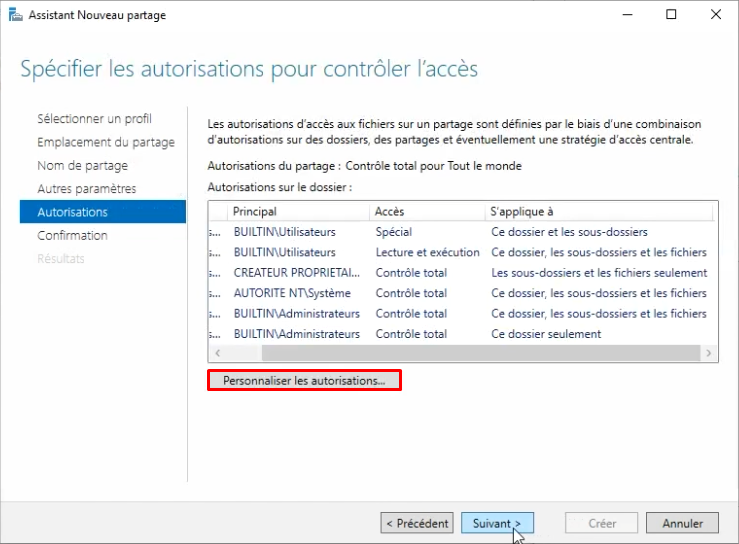 Assistant Nouveau partage
Spécifier les autorisations pour contrôler l'accès
Sélectionner un profil
Emplacement du partage
Nom de partage
Autres paramètres
Autorisations
Confirmation
Résultats
Les autorisations d'accès aux fichiers sur un partage sont définies par le biais d'une combinaison
d'autorisations sur des dossiers, des partages et éventuellement une stratégie d'accès centrale.
Autorisations du partage : Contrôle total pour Tout le monde
Autorisations sur le dossier :
Principal Accès S'applique à
s... BUILTIN\Utilisateurs Spécial Ce dossier et les sous-dossiers
s... BUILTIN\Utilisateurs Lecture et exécution Ce dossier, les sous-dossiers et les fichiers
s... CREATEUR PROPRIETAI... Contrôle total Les sous-dossiers et les fichiers seulement
s... AUTORITE NT\Système Contrôle total Ce dossier, les sous-dossiers et les fichiers
s... BUILTIN\Administrateurs Contrôle total Ce dossier, les sous-dossiers et les fichiers
s... BUILTIN\Administrateurs Contrôle total Ce dossier seulement
Personnaliser les autorisations...
< Précédent Suivant > Créer Annuler